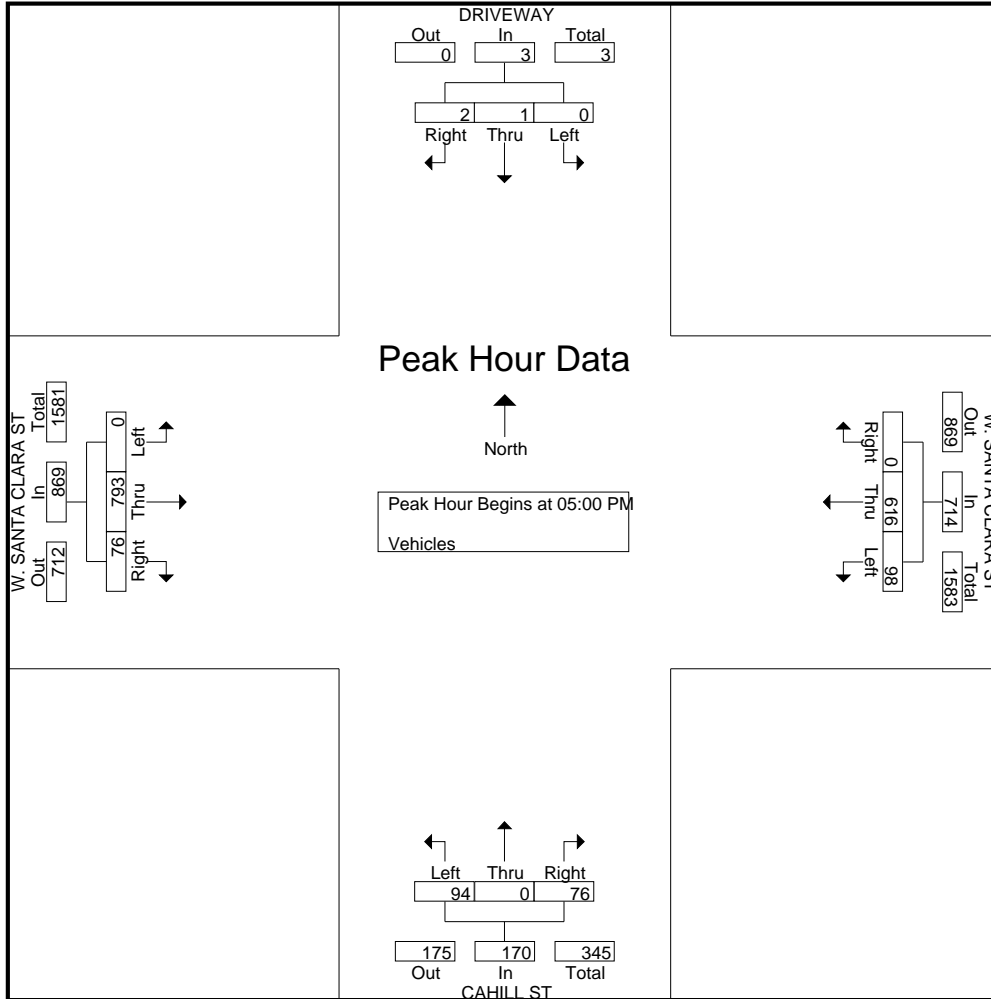 DRIVEWAY
Out In Total
0 3 3
2 1 0
Right Thru Left
Peak Hour Data
North
Peak Hour Begins at 05:00 PM
Vehicles
W. SANTA CLARA ST
Out In Total
712 869 1581
76 793 0
Right Thru Left
W. SANTA CLARA ST
Out In Total
869 714 1583
0 616 98
Right Thru Left
Left Thru Right
94 0 76
175 170 345
Out In Total
CAHILL ST